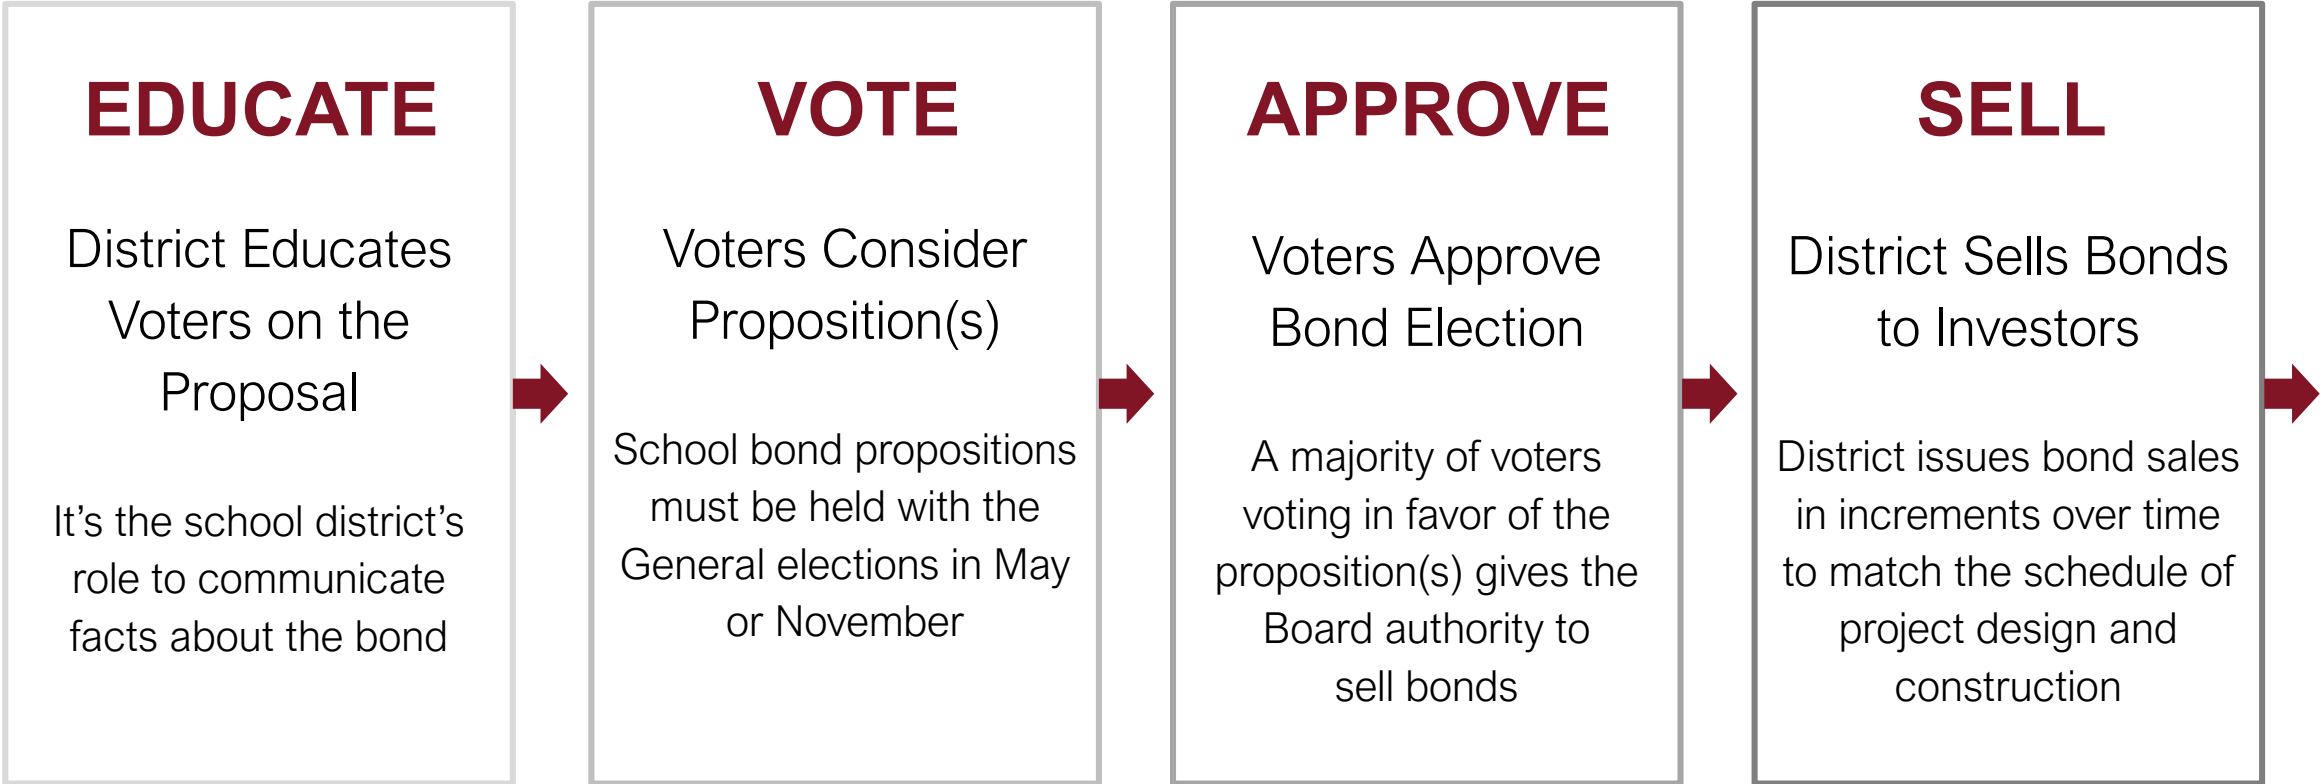 EDUCATE
District Educates
Voters on the
Proposal
It’s the school district’s
role to communicate
facts about the bond
VOTE
Voters Consider
Proposition(s)
School bond propositions
must be held with the
General elections in May
or November
APPROVE
Voters Approve
Bond Election
A majority of voters
voting in favor of the
proposition(s) gives the
Board authority to
sell bonds
SELL
District Sells Bonds
to Investors
District issues bond sales
in increments over time
to match the schedule of
project design and
construction